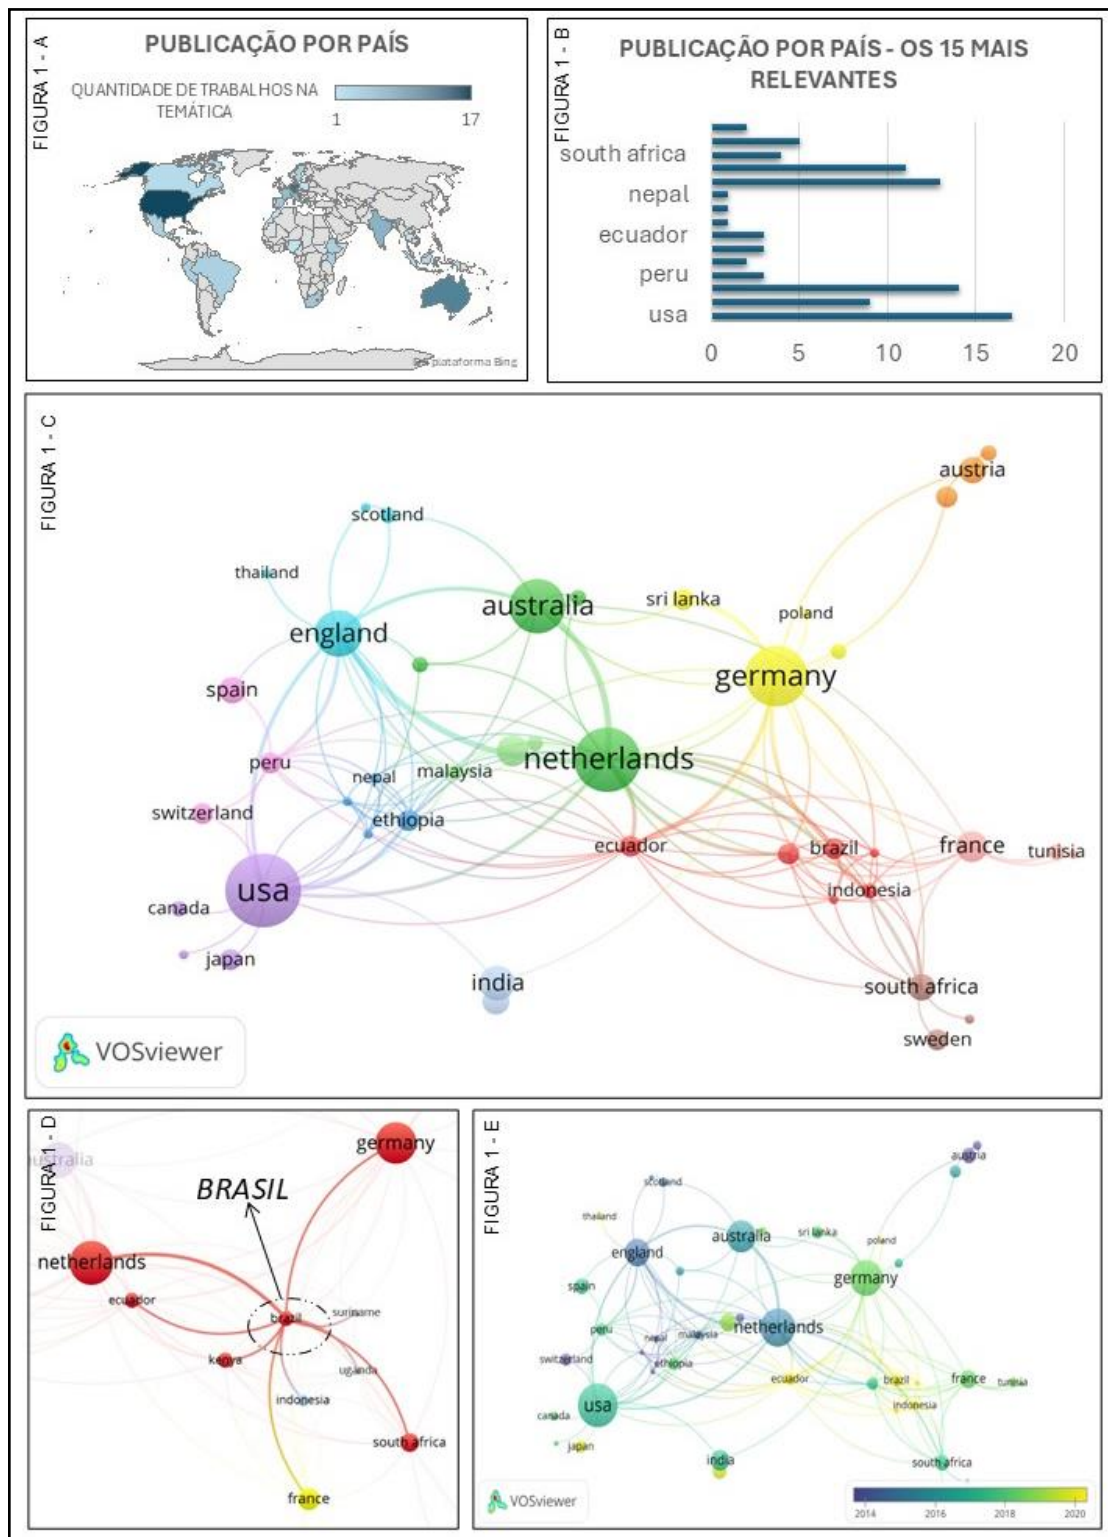 FIGURA 1 - A
PUBLICAÇÃO POR PAÍS
QUANTIDADE DE TRABALHOS NA
TEMÁTICA
1 17
plataforma Bing
FIGURA 1 - B
PUBLICAÇÃO POR PAÍS - OS 15 MAIS
RELEVANTES
south africa
nepal
ecuador
peru
usa
0 5 10 15 20
FIGURA 1 - C
austria
scotland
thailand
australia
sri lanka
poland
england
germany
spain
netherlands
peru
nepal
malaysia
switzerland
ethiopia
ecuador
brazil
france
tunisia
usa
indonesia
canada
japan
india
south africa
sweden
VOSviewer
FIGURA 1 - D
germany
australia
BRASIL
netherlands
ecuador
brazil
suriname
kenya
uganda
indonesia
south africa
france
FIGURA 1 - E
austria
scotland
thailand
australia
sri lanka
poland
england
germany
spain
peru
nepal
malaysia
netherlands
switzerland
ethiopia
ecuador
brazil
france
tunisia
usa
indonesia
canada
japan
india
south africa
VOSviewer
2014 2016 2018 2020